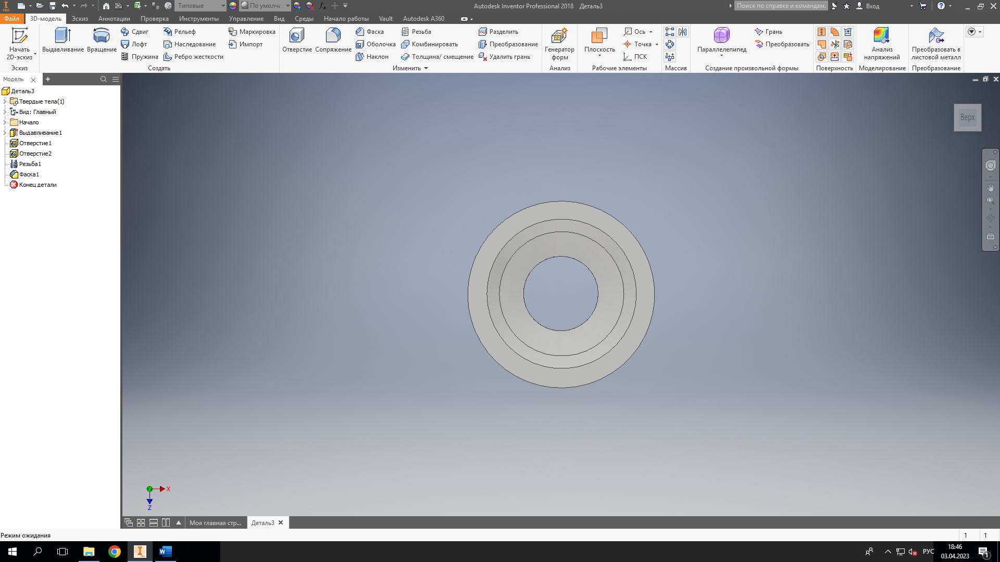 Типовые
По умолча
Autodesk Inventor Professional 2018 Деталь3
Поиск по справке и командам.
Вход
Файл 3D-модель Эскиз Аннотации Проверка Инструменты Управление Вид Среды Начало работы Vault Autodesk A360
Начать
2D-эскиз
Эскиз
Выдавливание
Вращение
Сдвиг
Лофт
Пружина
Рельеф
Наследование
Ребро жесткости
Маркировка
Импорт
Создать
Отверстие
Сопряжение
Фаска
Оболочка
Наклон
Резьба
Комбинировать
Толщина/ смещение
Разделить
Преобразование
Удалить грань
Изменить
Генератор
форм
Анализ
Плоскость
Ось
Точка
ПСК
Рабочие элементы
Массив
Параллелепипед
Грань
Преобразовать
Создание произвольной формы
Поверхность
Анализ
напряжений
Моделирование
Преобразовать в
листовой металл
Преобразование
Модель
Деталь3
Твердые тела(1)
Вид: Главный
Начало
Выдавливание1
Отверстие1
Отверстие2
Резьба1
Фаска1
Конец детали
Верх
X
Z
Моя главная стр...
Деталь3
Режим ожидания
1 1
РУС
18:46
03.04.2023
1